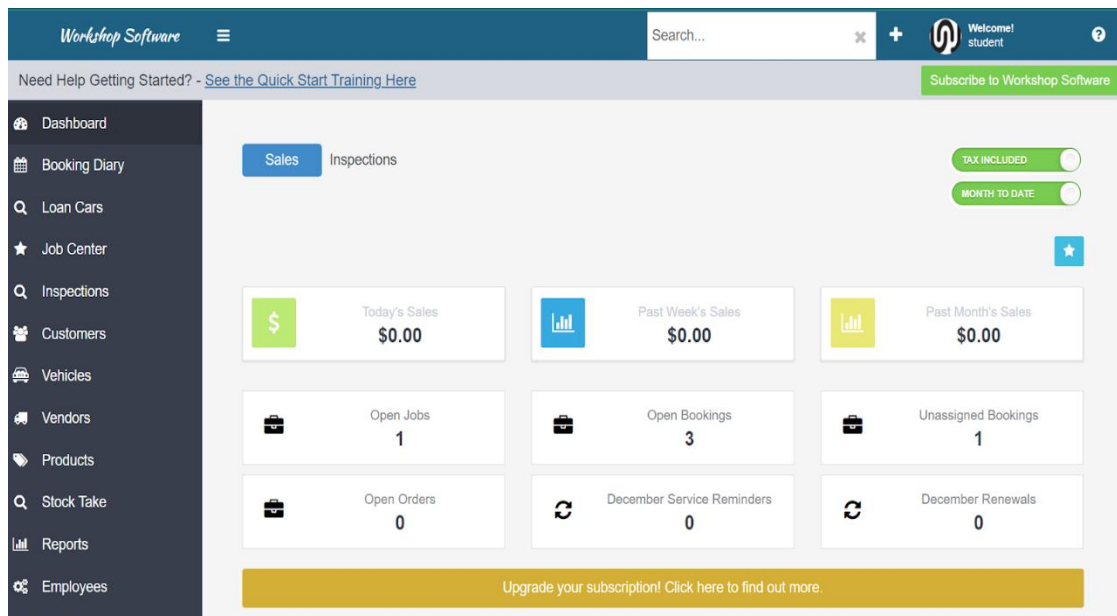 Workshop Software
Search...
Welcome!
student
Need Help Getting Started? - See the Quick Start Training Here
Subscribe to Workshop Software
Dashboard
Booking Diary
Loan Cars
Job Center
Inspections
Customers
Vehicles
Vendors
Products
Stock Take
Reports
Employees
Sales
Inspections
TAX INCLUDED
MONTH TO DATE
Today's Sales
$0.00
Past Week's Sales
$0.00
Past Month's Sales
$0.00
Open Jobs
1
Open Bookings
3
Unassigned Bookings
1
Open Orders
0
December Service Reminders
0
December Renewals
0
Upgrade your subscription! Click here to find out more.